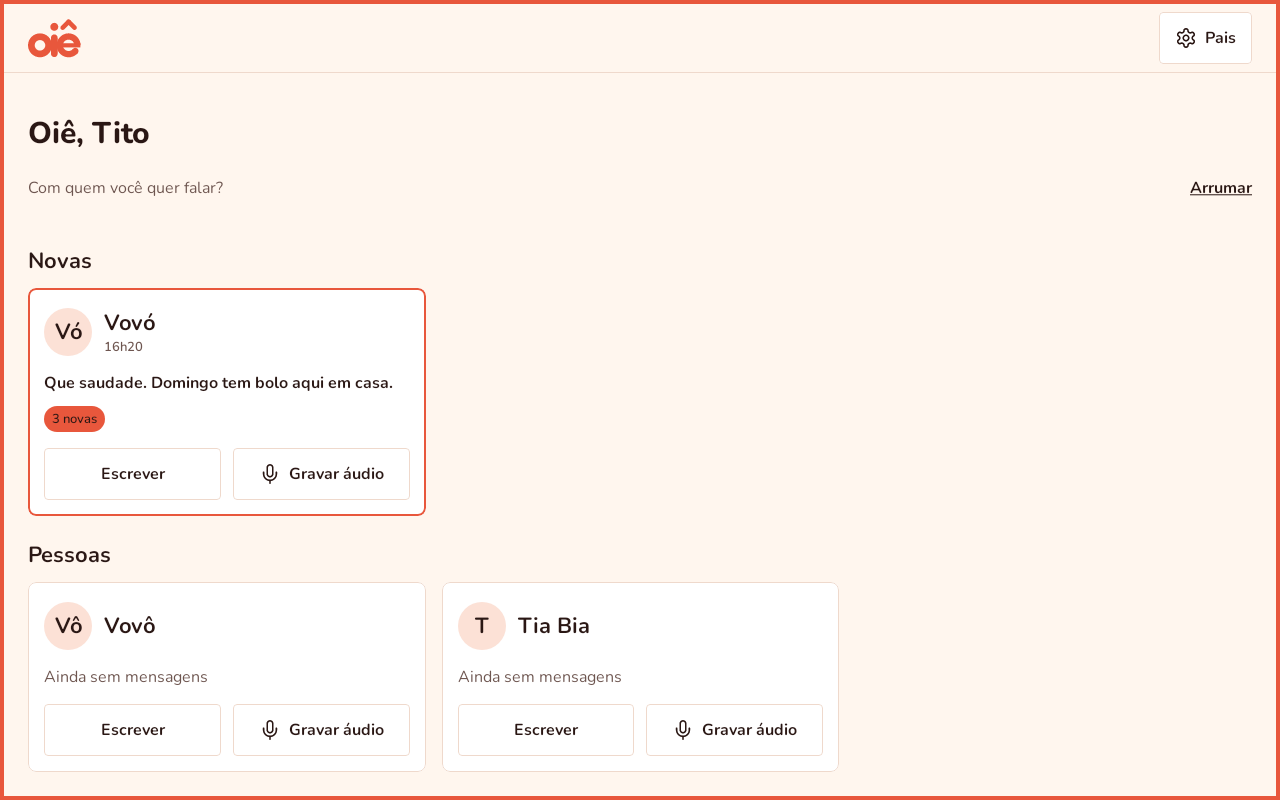 oiê
Pais
Oiê, Tito
Com quem você quer falar?
Arrumar
Novas
Vó
Vovó
16h20
Que saudade. Domingo tem bolo aqui em casa.
3 novas
Escrever
Gravar áudio
Pessoas
Vô
Vovô
Ainda sem mensagens
Escrever
Gravar áudio
T
Tia Bia
Ainda sem mensagens
Escrever
Gravar áudio